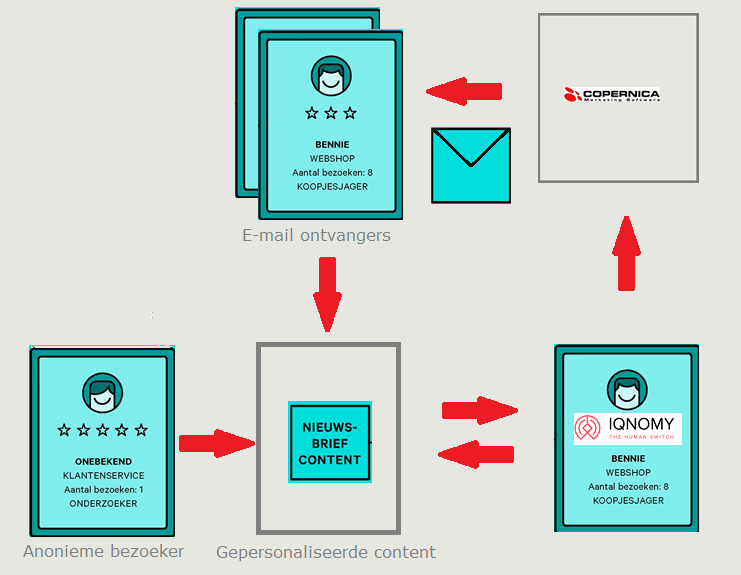 BENNIE
WEBSHOP
Aantal bezoeken: 8
KOOPJESJAGER
E-mail ontvangers
COPERNICA
Marketing Software
ONEBEKEND
KLANTENSERVICE
Aantal bezoeken: 1
ONDERZOEKER
Anonieme bezoeker
NIEUWS-
BRIEF
CONTENT
Gepersonaliseerde content
IQNOMY
THE HUMAN SWITCH
BENNIE
WEBSHOP
Aantal bezoeken: 8
KOOPJESJAGER